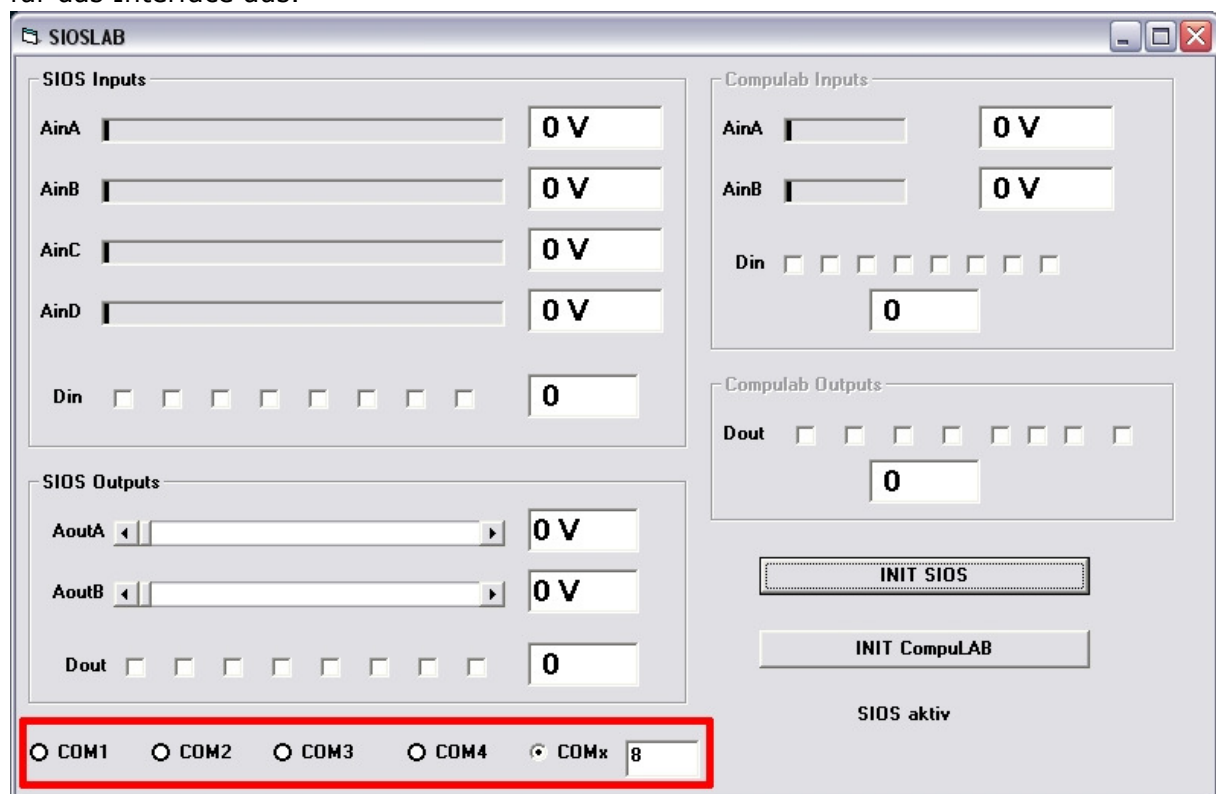 für das Interface aus.
SIOSLAB
SIOS Inputs
AinA 0 V
AinB 0 V
AinC 0 V
AinD 0 V
Din 0
SIOS Outputs
AoutA 0 V
AoutB 0 V
Dout 0
COM1 COM2 COM3 COM4 COMx 8
Compulab Inputs
AinA 0 V
AinB 0 V
Din
0
Compulab Outputs
Dout
0
INIT SIOS
INIT CompuLAB
SIOS aktiv